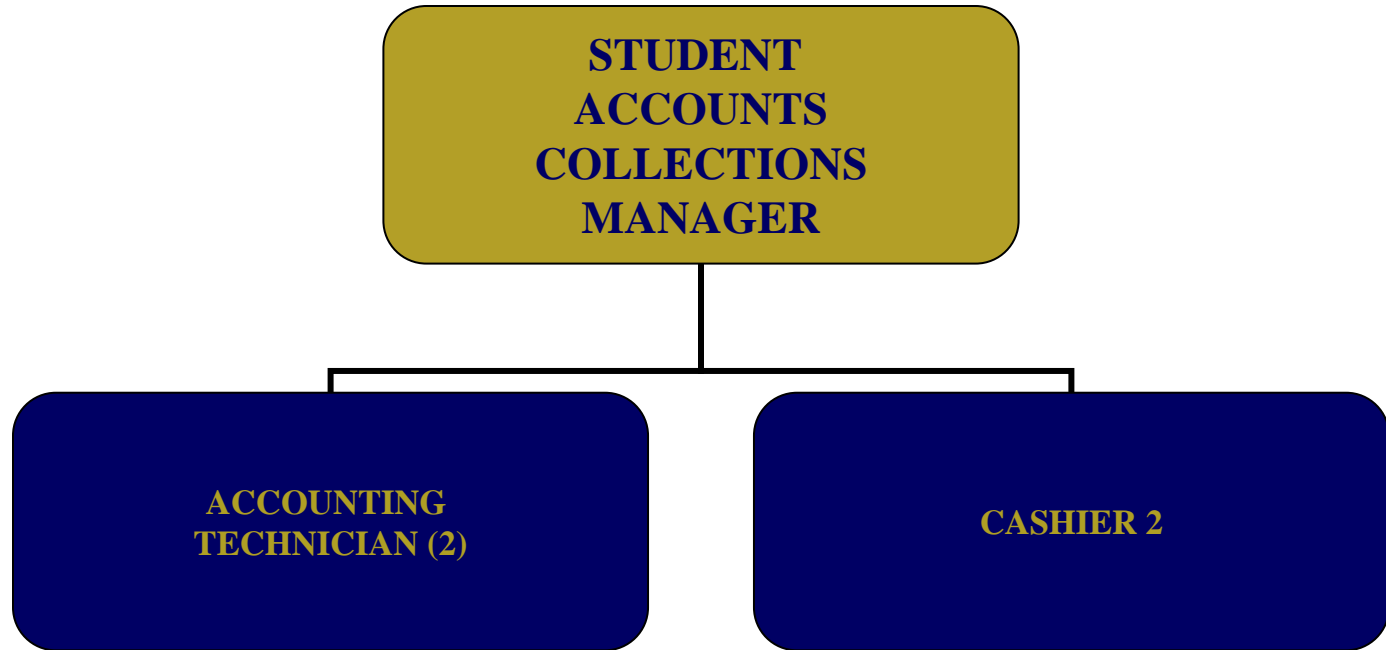 STUDENT
ACCOUNTS
COLLECTIONS
MANAGER
ACCOUNTING
TECHNICIAN (2)
CASHIER 2